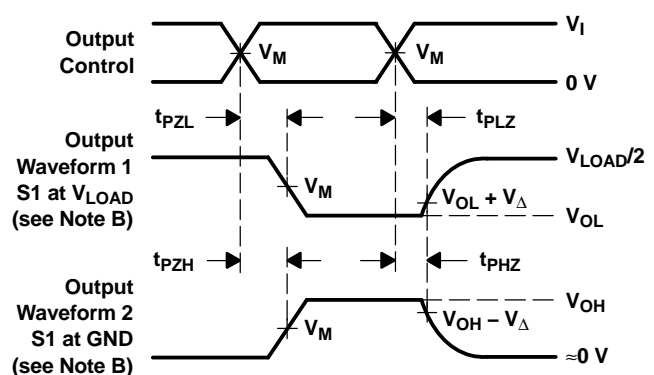 Output
Control
V_I
V_M
V_M
0 V
t_PZL
t_PLZ
Output
Waveform 1
S1 at V_LOAD
(see Note B)
V_LOAD/2
V_M
V_OL + V_Δ
V_OL
t_PZH
t_PHZ
Output
Waveform 2
S1 at GND
(see Note B)
V_OH
V_M
V_OH − V_Δ
≈0 V